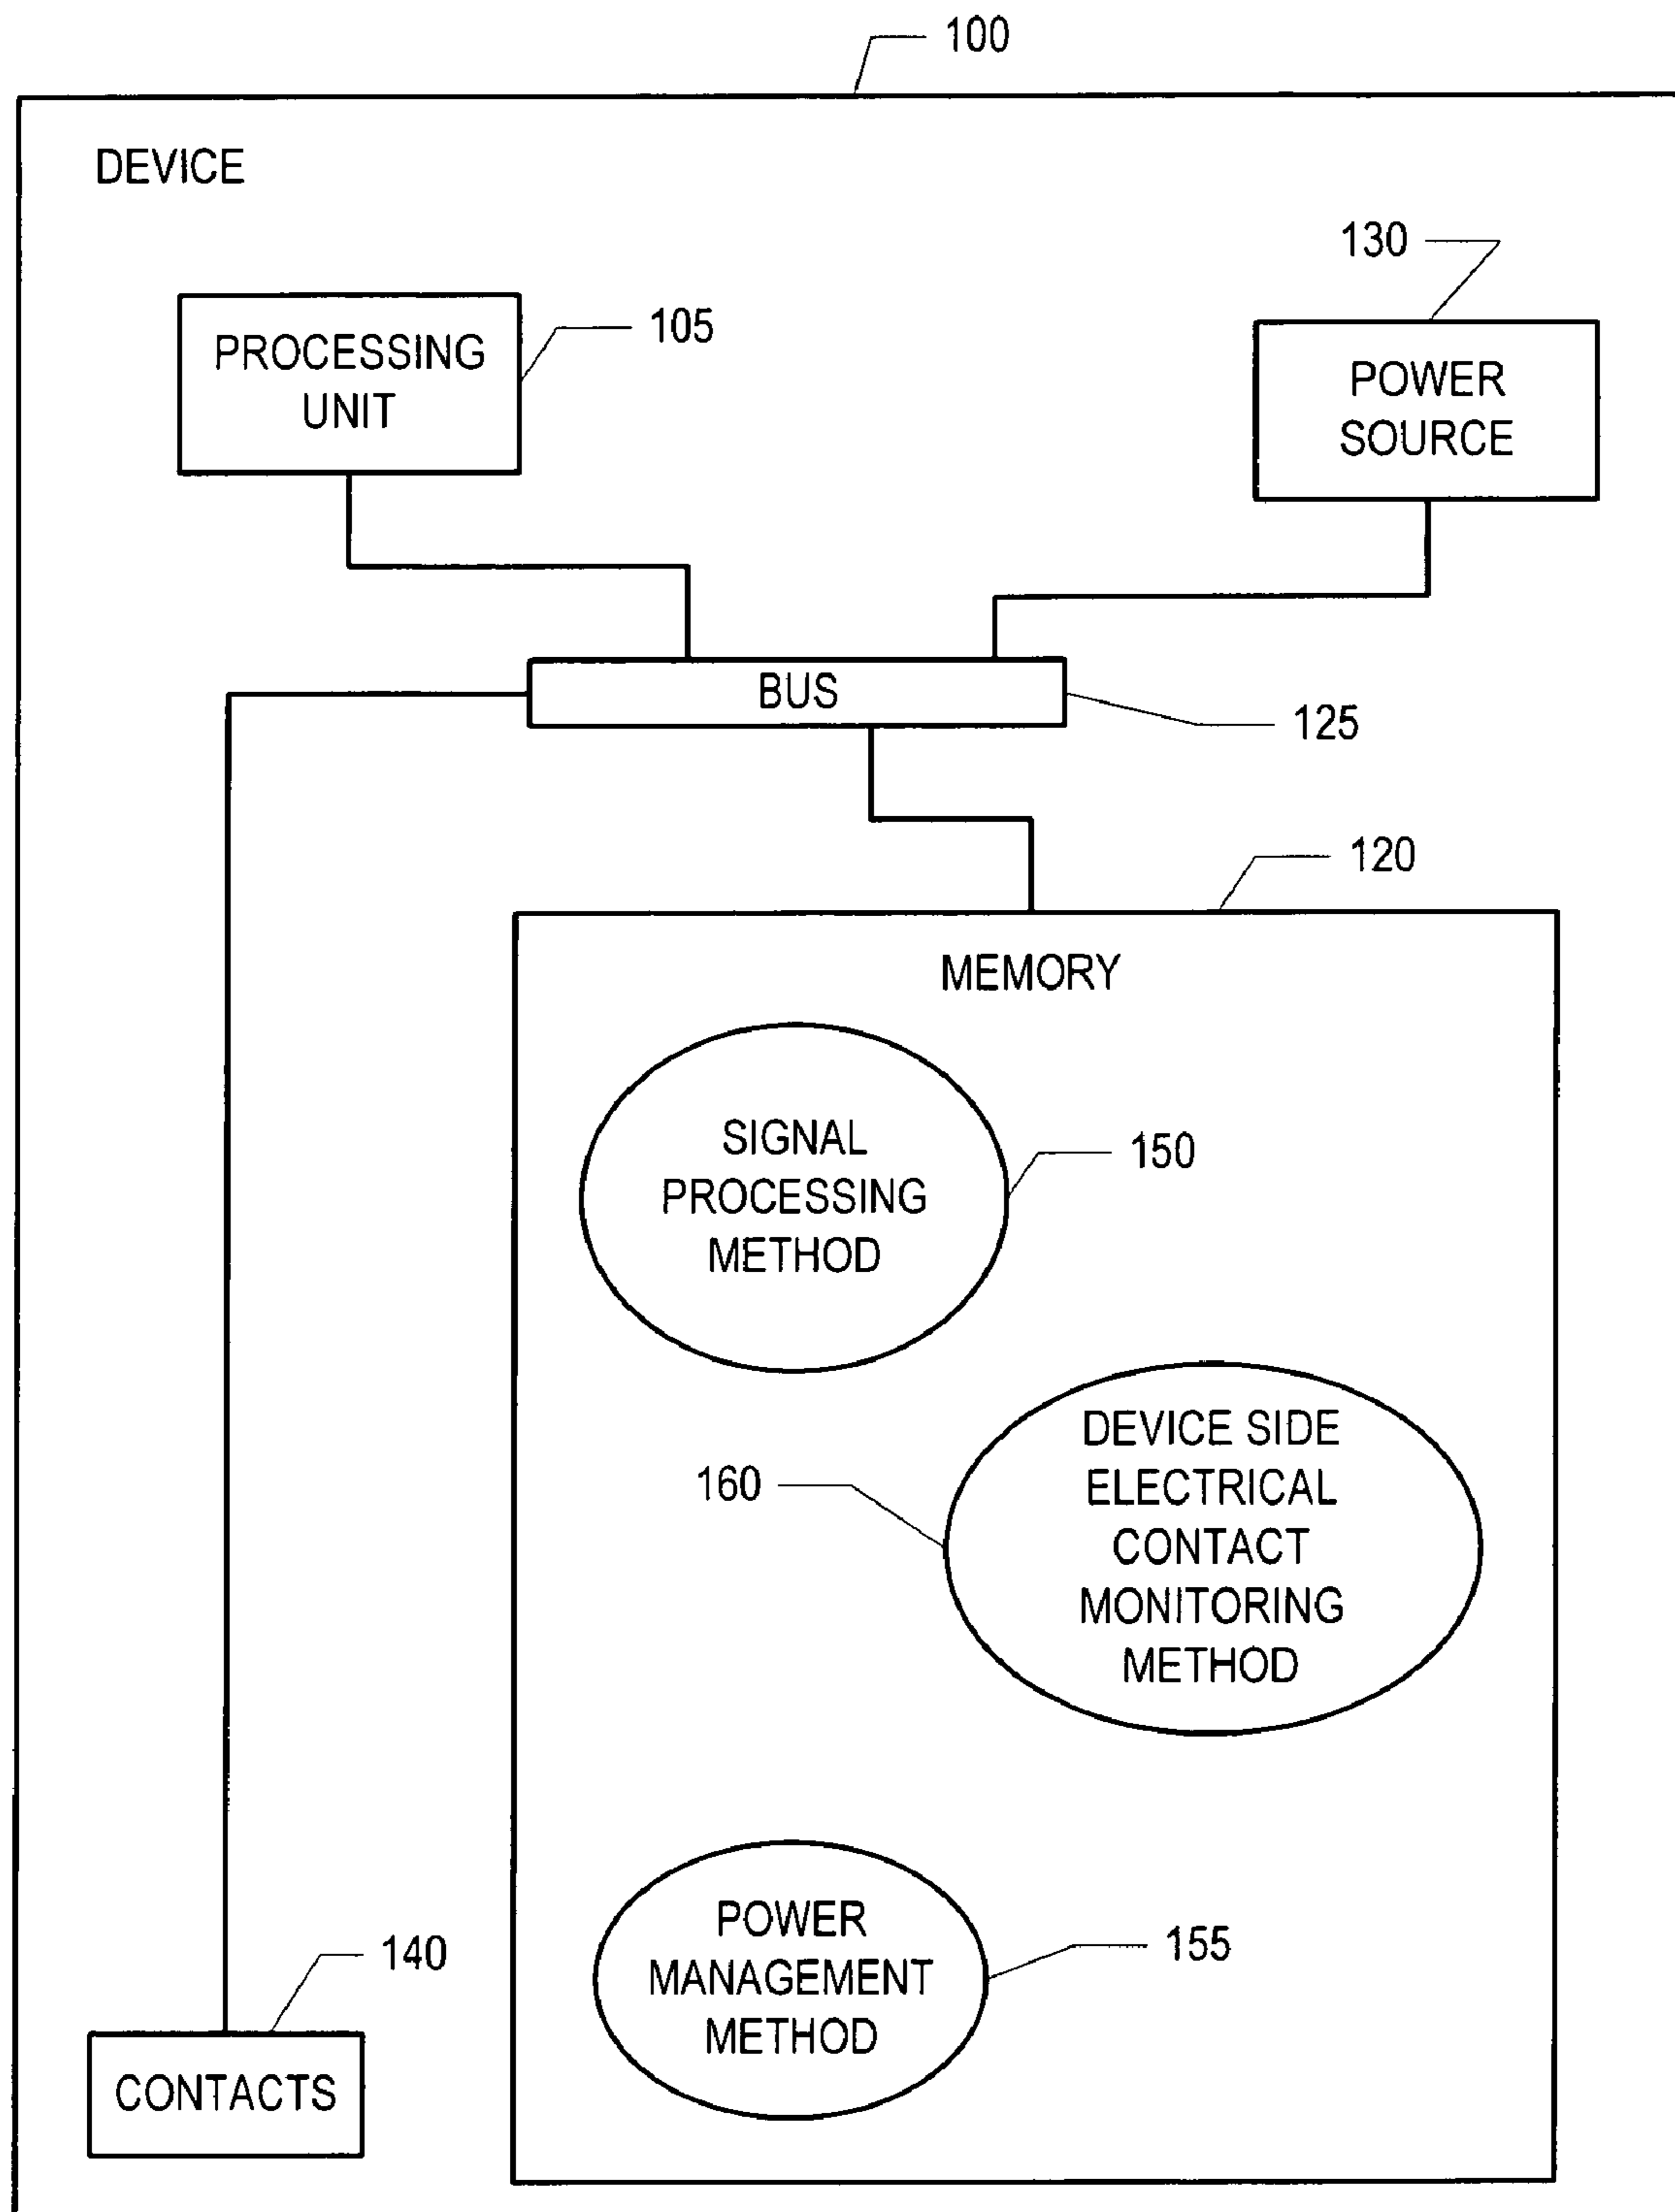 100
DEVICE
130
105
PROCESSING
UNIT
POWER
SOURCE
BUS
125
120
MEMORY
SIGNAL
PROCESSING
METHOD
150
DEVICE SIDE
ELECTRICAL
CONTACT
MONITORING
METHOD
160
POWER
MANAGEMENT
METHOD
155
140
CONTACTS